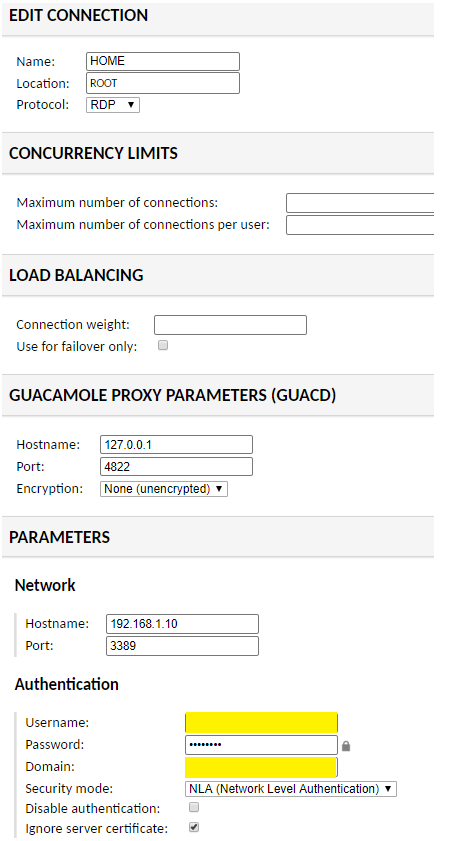 EDIT CONNECTION
Name: HOME
Location: ROOT
Protocol: RDP
CONCURRENCY LIMITS
Maximum number of connections:
Maximum number of connections per user:
LOAD BALANCING
Connection weight:
Use for failover only:
GUACAMOLE PROXY PARAMETERS (GUACD)
Hostname: 127.0.0.1
Port: 4822
Encryption: None (unencrypted)
PARAMETERS
Network
Hostname: 192.168.1.10
Port: 3389
Authentication
Username:
Password: ••••••••
Domain:
Security mode: NLA (Network Level Authentication)
Disable authentication:
Ignore server certificate: